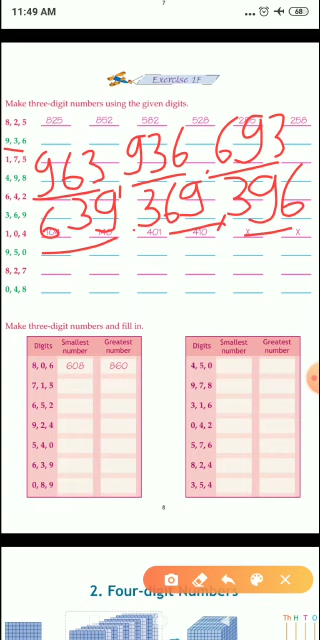 7
11:49 AM ... 68
Exercise 1F
Make three-digit numbers using the given digits.
8, 2, 5 825 852 582 528 258
9, 3, 6
963 936 693
1, 7, 5
4, 9, 8
6, 4, 2
639 369 396
3, 6, 9
1, 0, 4 401 410 X X
9, 5, 0
8, 2, 7
0, 4, 8
Make three-digit numbers and fill in.
Digits Smallest number Greatest number Digits Smallest number Greatest number
8, 0, 6 608 860 4, 5, 0
7, 1, 5 9, 7, 8
6, 5, 2 3, 1, 6
9, 2, 4 0, 4, 2
5, 4, 0 5, 7, 6
6, 3, 9 8, 2, 4
0, 8, 9 3, 5, 4
8
2. Four-digit Numbers
Th H T O